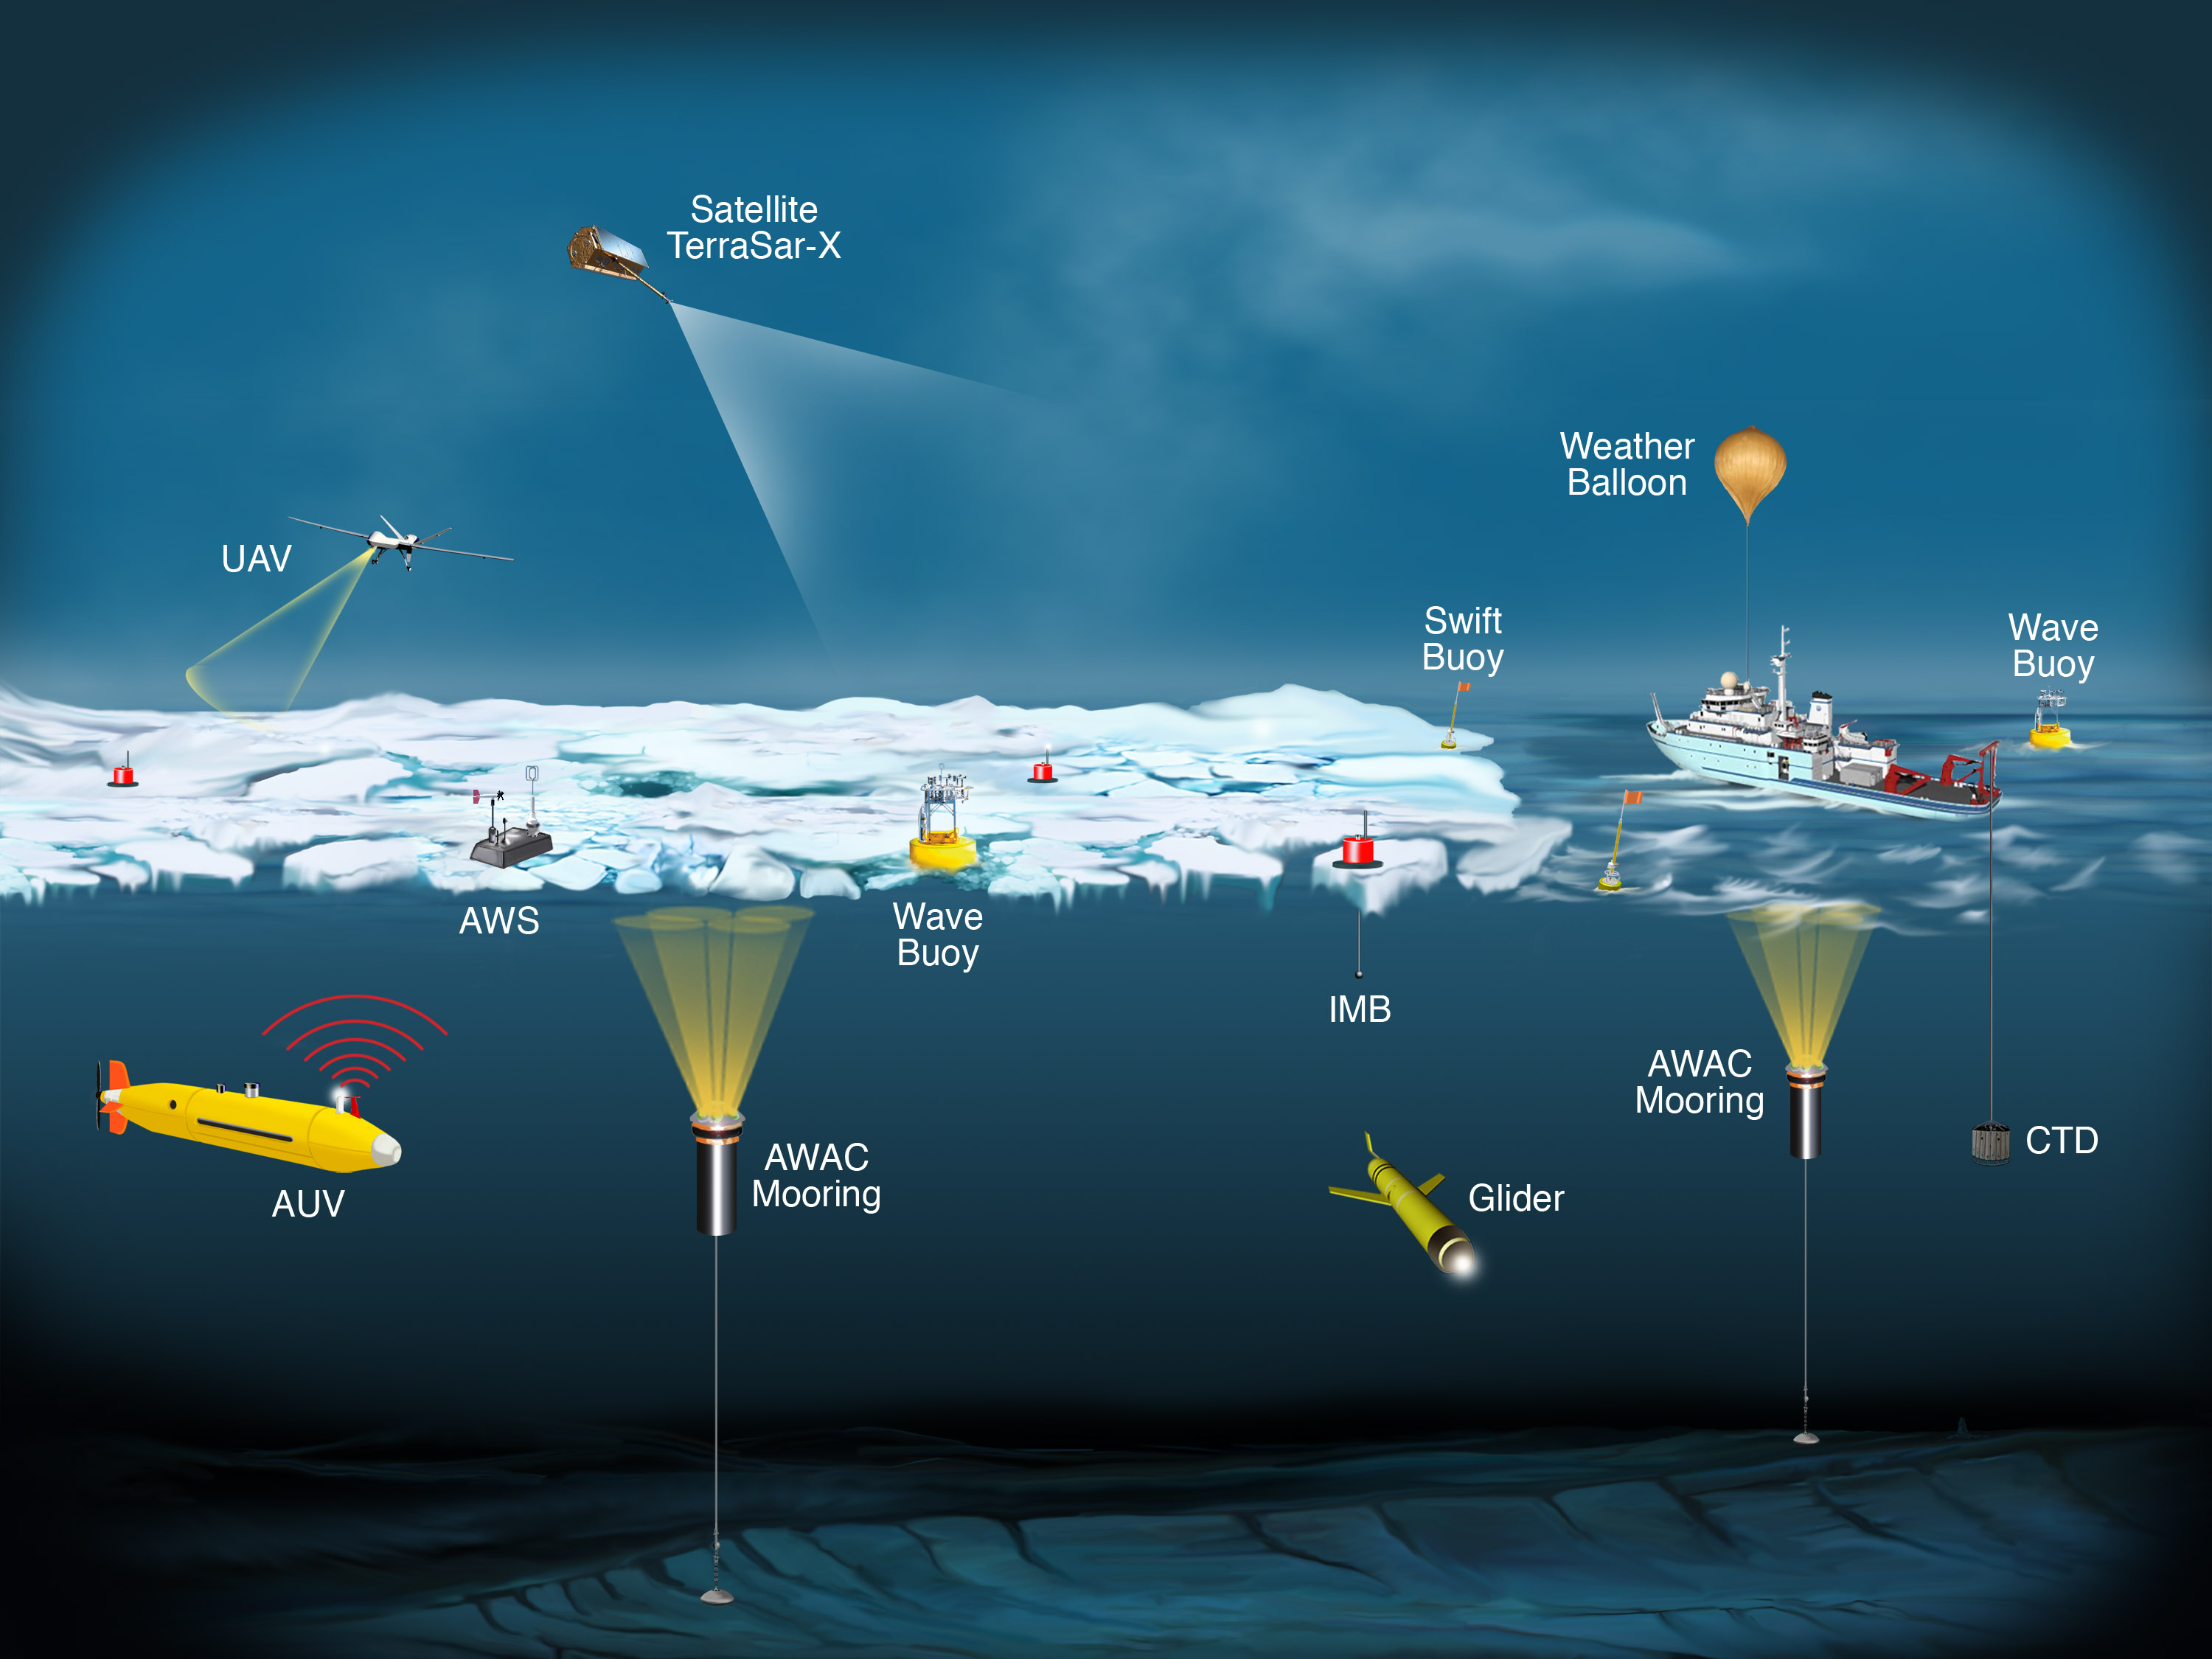 Satellite
TerraSar-X
Weather
Balloon
UAV
Swift
Buoy
Wave
Buoy
AWS
Wave
Buoy
IMB
AWAC
Mooring
CTD
AWAC
Mooring
Glider
AUV